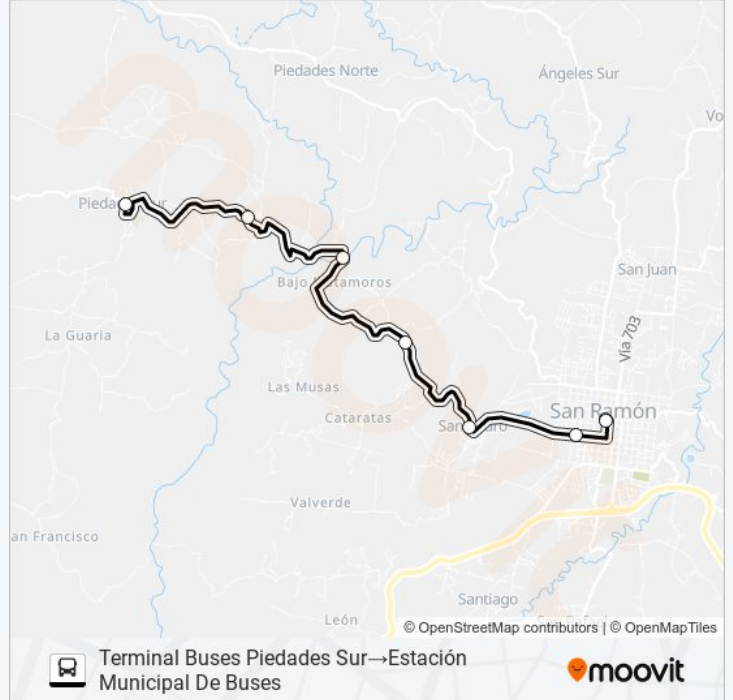 Piedades Norte
Ángeles Sur
Vo
San Juan
Vía 703
La Guaria
Las Musas
Cataratas
San Ramón
Valverde
an Francisco
Santiago
León
© OpenStreetMap contributors | © OpenMapTiles
Terminal Buses Piedades Sur→Estación
Municipal De Buses
moovit